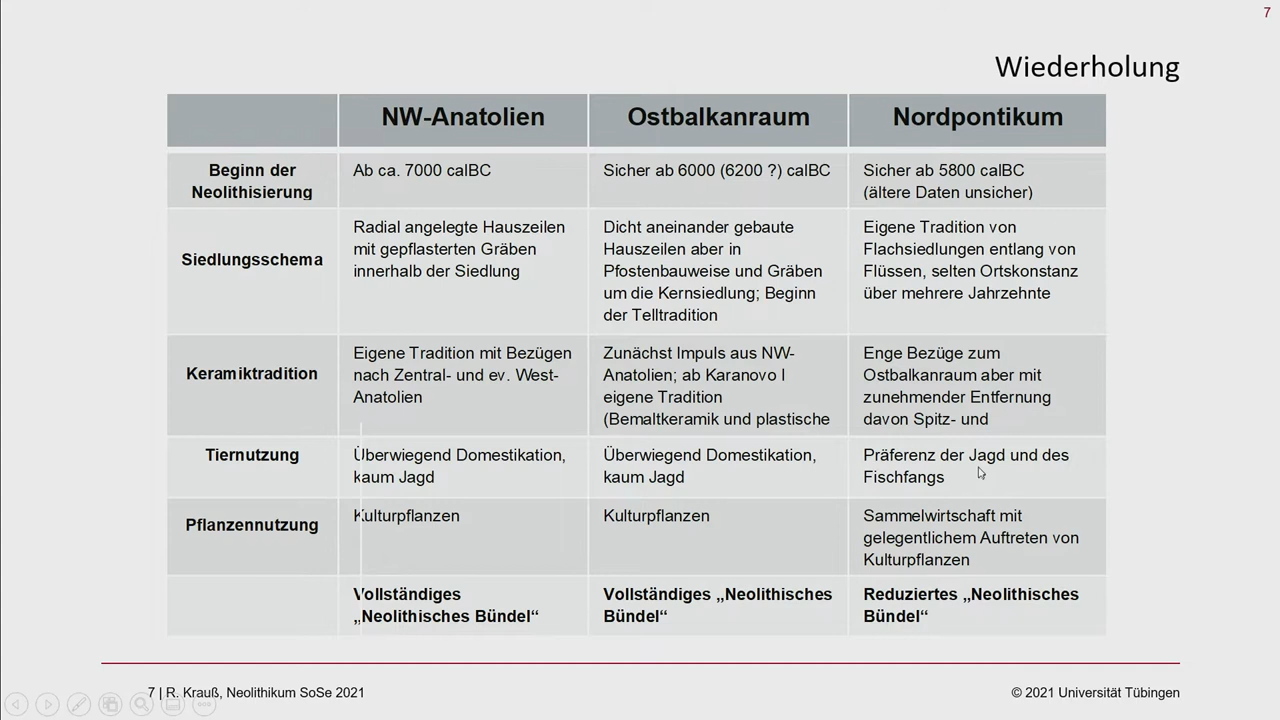 7
Wiederholung
NW-Anatolien
Ostbalkanraum
Nordpontikum
Beginn der
Neolithisierung
Ab ca. 7000 calBC
Sicher ab 6000 (6200 ?) calBC
Sicher ab 5800 calBC
(ältere Daten unsicher)
Siedlungsschema
Radial angelegte Hauszeilen
mit gepflasterten Gräben
innerhalb der Siedlung
Dicht aneinander gebaute
Hauszeilen aber in
Pfostenbauweise und Gräben
um die Kernsiedlung; Beginn
der Telltradition
Eigene Tradition von
Flachsiedlungen entlang von
Flüssen, selten Ortskonstanz
über mehrere Jahrzehnte
Keramiktradition
Eigene Tradition mit Bezügen
nach Zentral- und ev. West-
Anatolien
Zunächst Impuls aus NW-
Anatolien; ab Karanovo I
eigene Tradition
(Bemaltkeramik und plastische
Enge Bezüge zum
Ostbalkanraum aber mit
zunehmender Entfernung
davon Spitz- und
Tiernutzung
Überwiegend Domestikation,
kaum Jagd
Überwiegend Domestikation,
kaum Jagd
Präferenz der Jagd und des
Fischfangs
Pflanzennutzung
Kulturpflanzen
Kulturpflanzen
Sammelwirtschaft mit
gelegentlichem Auftreten von
Kulturpflanzen
Vollständiges
„Neolithisches Bündel“
Vollständiges „Neolithisches
Bündel“
Reduziertes „Neolithisches
Bündel“
7 | R. Krauß, Neolithikum SoSe 2021
© 2021 Universität Tübingen